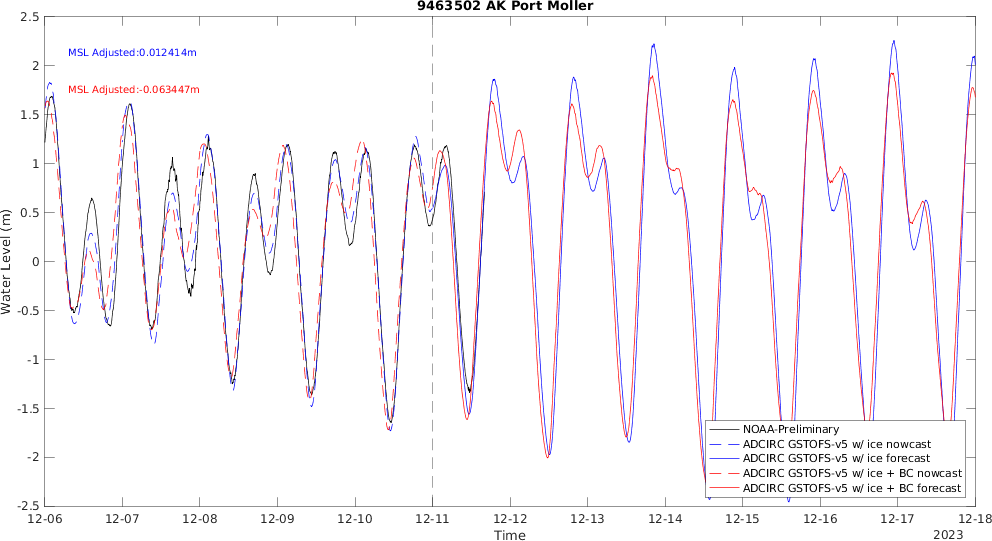 9463502 AK Port Moller
MSL Adjusted:0.012414m
MSL Adjusted:-0.063447m
Water Level (m)
2.5
2
1.5
1
0.5
0
-0.5
-1
-1.5
-2
-2.5
NOAA-Preliminary
ADCIRC GSTOFS-v5 w/ ice nowcast
ADCIRC GSTOFS-v5 w/ ice forecast
ADCIRC GSTOFS-v5 w/ ice + BC nowcast
ADCIRC GSTOFS-v5 w/ ice + BC forecast
12-06 12-07 12-08 12-09 12-10 12-11 12-12 12-13 12-14 12-15 12-16 12-17 12-18
Time
2023